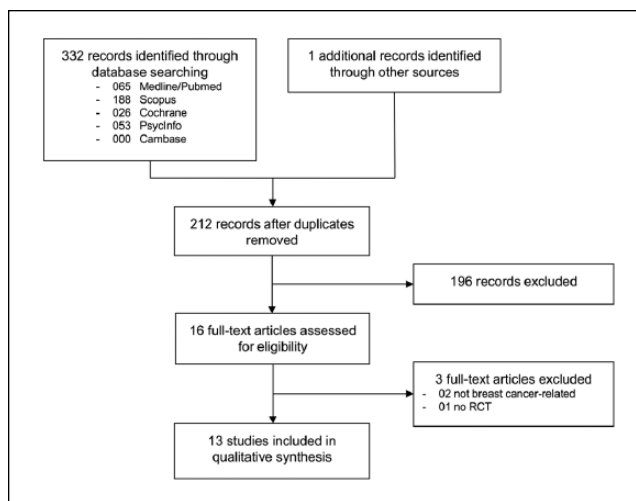 332 records identified through
database searching
- 065 Medline/Pubmed
- 188 Scopus
- 026 Cochrane
- 053 PsycInfo
- 000 Cambase
1 additional records identified
through other sources
212 records after duplicates
removed
196 records excluded
16 full-text articles assessed
for eligibility
3 full-text articles excluded
- 02 not breast cancer-related
- 01 no RCT
13 studies included in
qualitative synthesis